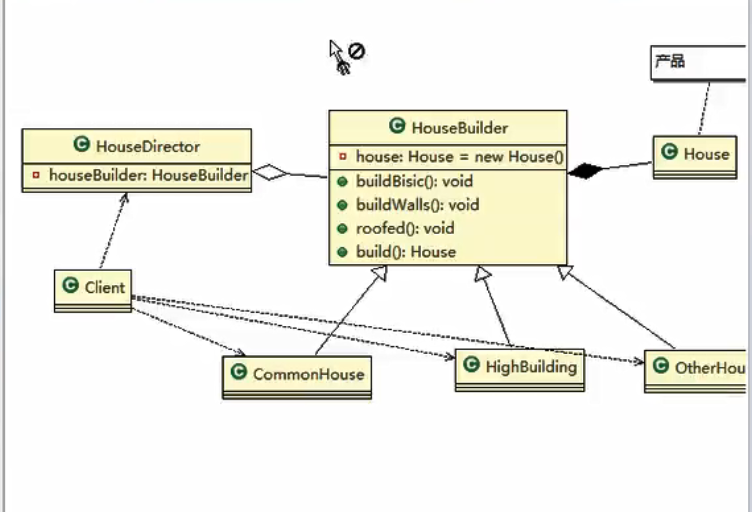 产品
HouseDirector
houseBuilder: HouseBuilder
HouseBuilder
house: House = new House()
buildBisic(): void
buildWalls(): void
roofed(): void
build(): House
House
Client
CommonHouse
HighBuilding
OtherHou